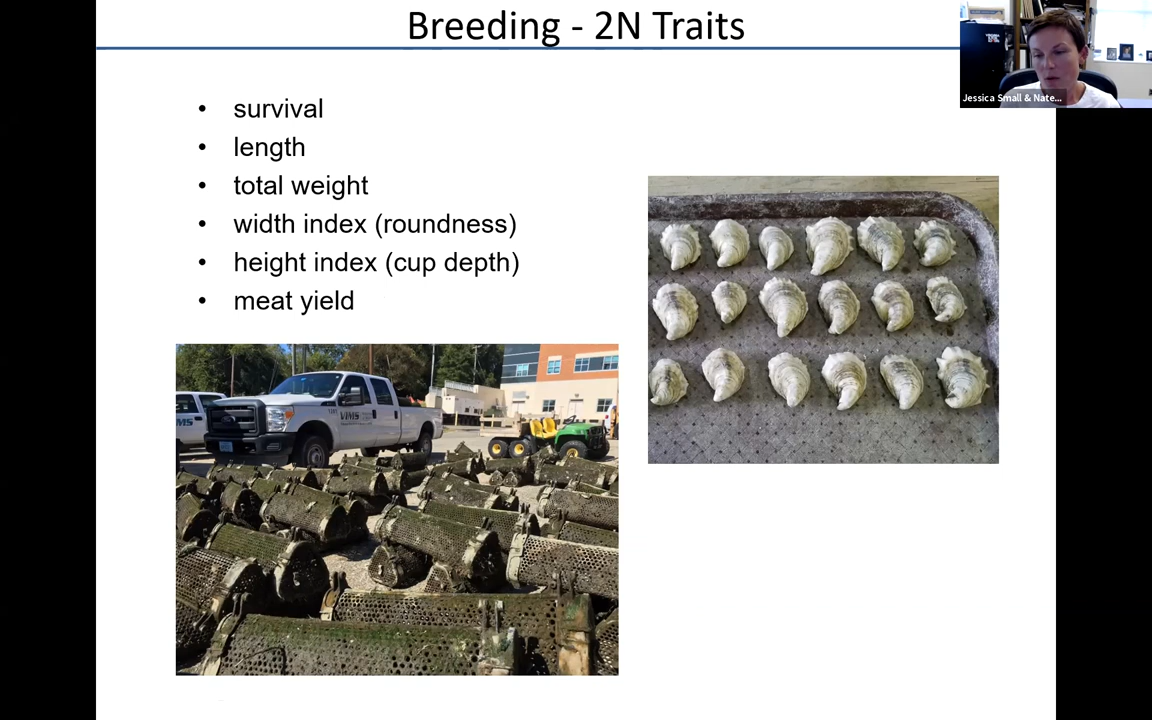 Breeding - 2N Traits
Jessica Small & Nate...
• survival
• length
• total weight
• width index (roundness)
• height index (cup depth)
• meat yield
VIMS